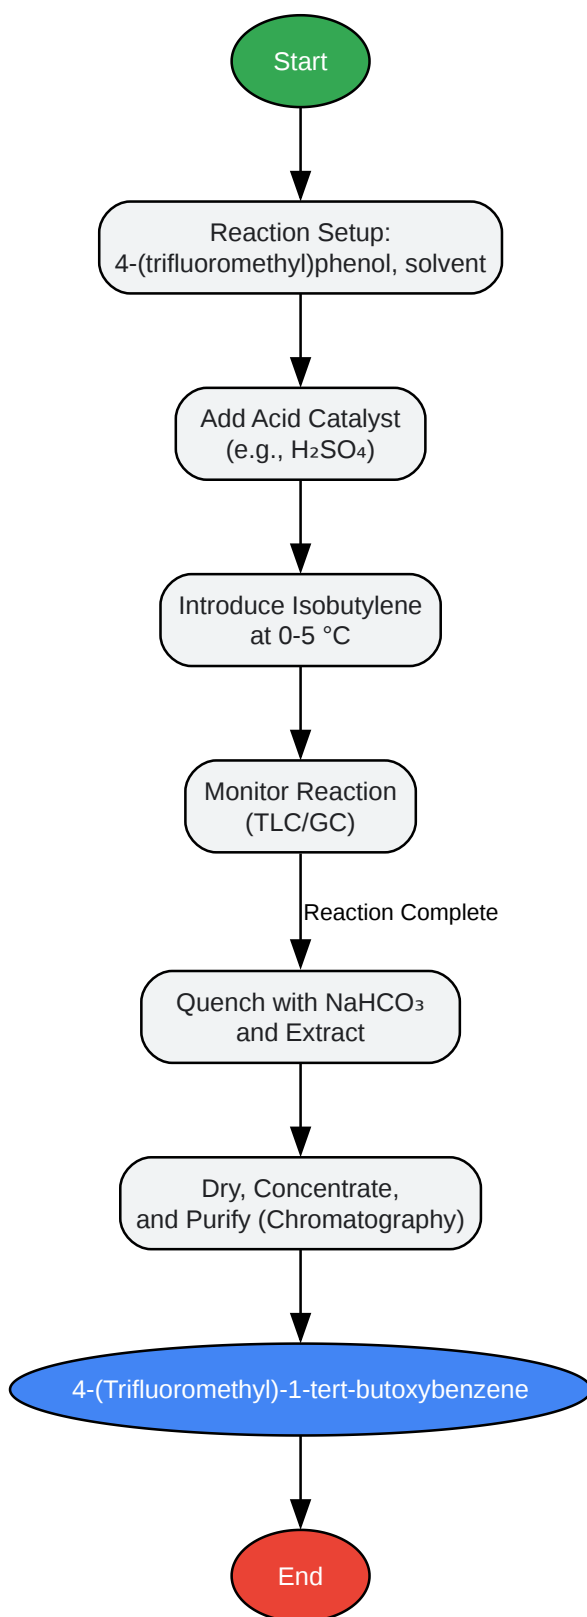 Start
Reaction Setup:
4-(trifluoromethyl)phenol, solvent
Add Acid Catalyst
(e.g., H₂SO₄)
Introduce Isobutylene
at 0-5 °C
Monitor Reaction
(TLC/GC)
Reaction Complete
Quench with NaHCO₃
and Extract
Dry, Concentrate,
and Purify (Chromatography)
4-(Trifluoromethyl)-1-tert-butoxybenzene
End